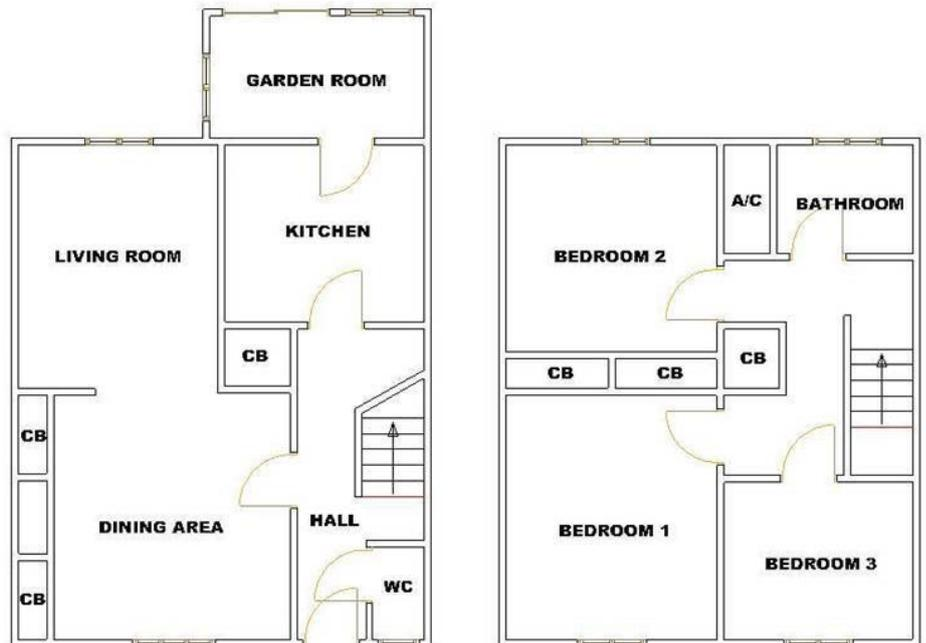 GARDEN ROOM
LIVING ROOM
KITCHEN
CB
CB
DINING AREA
HALL
CB
WC
A/C
BATHROOM
BEDROOM 2
CB
CB
CB
BEDROOM 1
BEDROOM 3